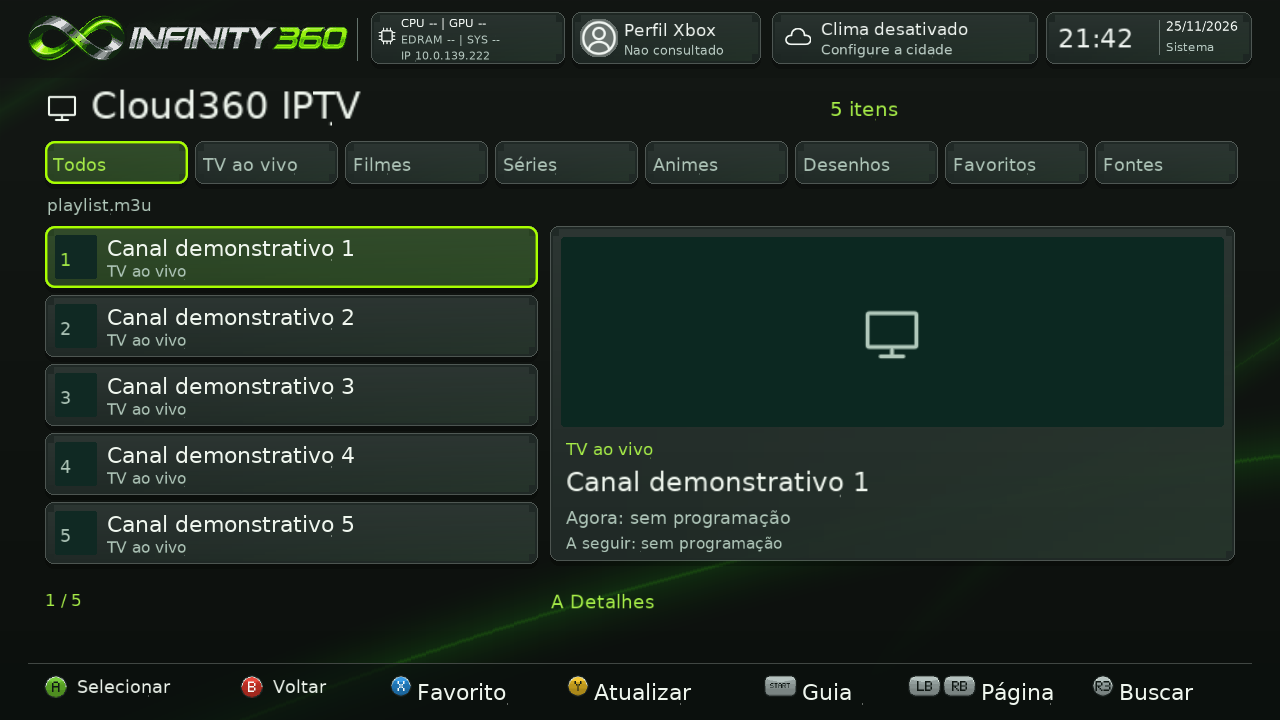 INFINITY 360
CPU -- | GPU --
EDRAM -- | SYS --
IP 10.0.139.222
Perfil Xbox
Nao consultado
Clima desativado
Configure a cidade
21:42
25/11/2026
Sistema
Cloud360 IPTV
5 itens
Todos
TV ao vivo
Filmes
Séries
Animes
Desenhos
Favoritos
Fontes
playlist.m3u
1
Canal demonstrativo 1
TV ao vivo
2
Canal demonstrativo 2
TV ao vivo
3
Canal demonstrativo 3
TV ao vivo
4
Canal demonstrativo 4
TV ao vivo
5
Canal demonstrativo 5
TV ao vivo
TV ao vivo
Canal demonstrativo 1
Agora: sem programação
A seguir: sem programação
1 / 5
A Detalhes
A Selecionar
B Voltar
X Favorito
Y Atualizar
START Guia
LB RB Página
R3 Buscar